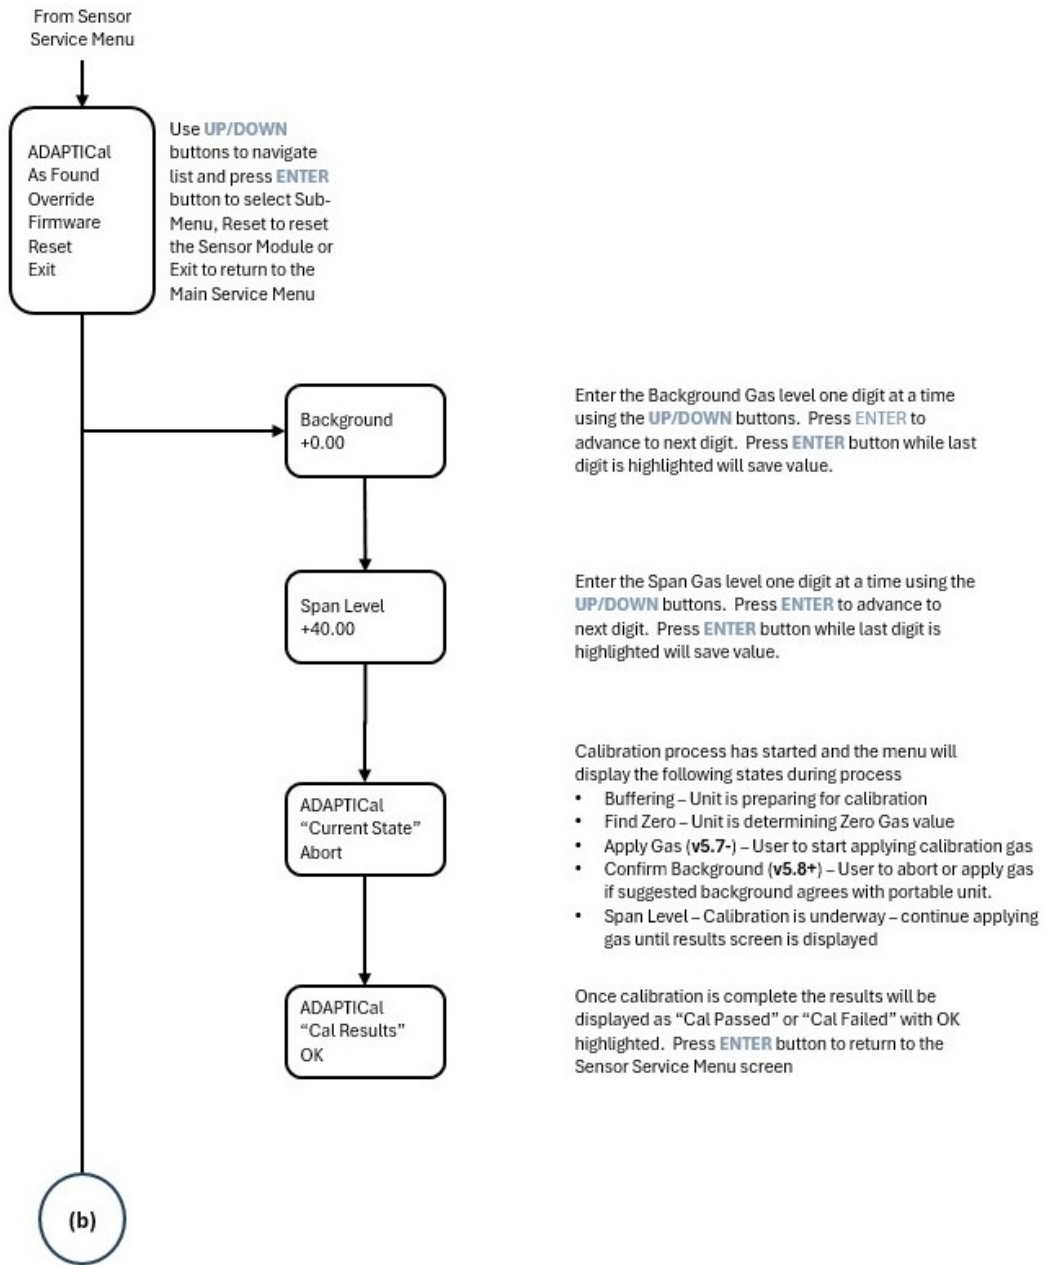 From Sensor
Service Menu
ADAPTICal
As Found
Override
Firmware
Reset
Exit
Use UP/DOWN
buttons to navigate
list and press ENTER
button to select Sub-
Menu, Reset to reset
the Sensor Module or
Exit to return to the
Main Service Menu
Background
+0.00
Enter the Background Gas level one digit at a time
using the UP/DOWN buttons.  Press ENTER to
advance to next digit.  Press ENTER button while last
digit is highlighted will save value.
Span Level
+40.00
Enter the Span Gas level one digit at a time using the
UP/DOWN buttons.  Press ENTER to advance to
next digit.  Press ENTER button while last digit is
highlighted will save value.
ADAPTICal
“Current State”
Abort
Calibration process has started and the menu will
display the following states during process
• Buffering – Unit is preparing for calibration
• Find Zero – Unit is determining Zero Gas value
• Apply Gas (v5.7-) – User to start applying calibration gas
• Confirm Background (v5.8+) – User to abort or apply gas
if suggested background agrees with portable unit.
• Span Level – Calibration is underway – continue applying
gas until results screen is displayed
ADAPTICal
“Cal Results”
OK
Once calibration is complete the results will be
displayed as “Cal Passed” or “Cal Failed” with OK
highlighted.  Press ENTER button to return to the
Sensor Service Menu screen
(b)